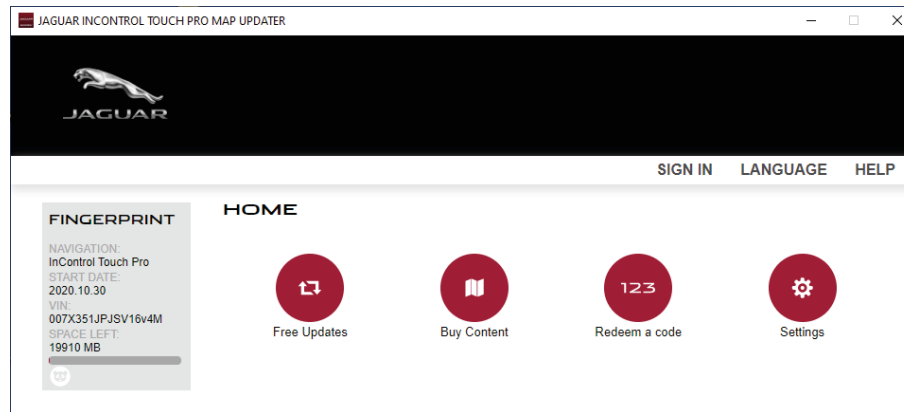 JAGUAR INCONTROL TOUCH PRO MAP UPDATER
JAGUAR
SIGN IN LANGUAGE HELP
FINGERPRINT
NAVIGATION:
InControl Touch Pro
START DATE:
2020.10.30
VIN:
007X351JPJSV16v4M
SPACE LEFT:
19910 MB
HOME
123
Free Updates Buy Content Redeem a code Settings